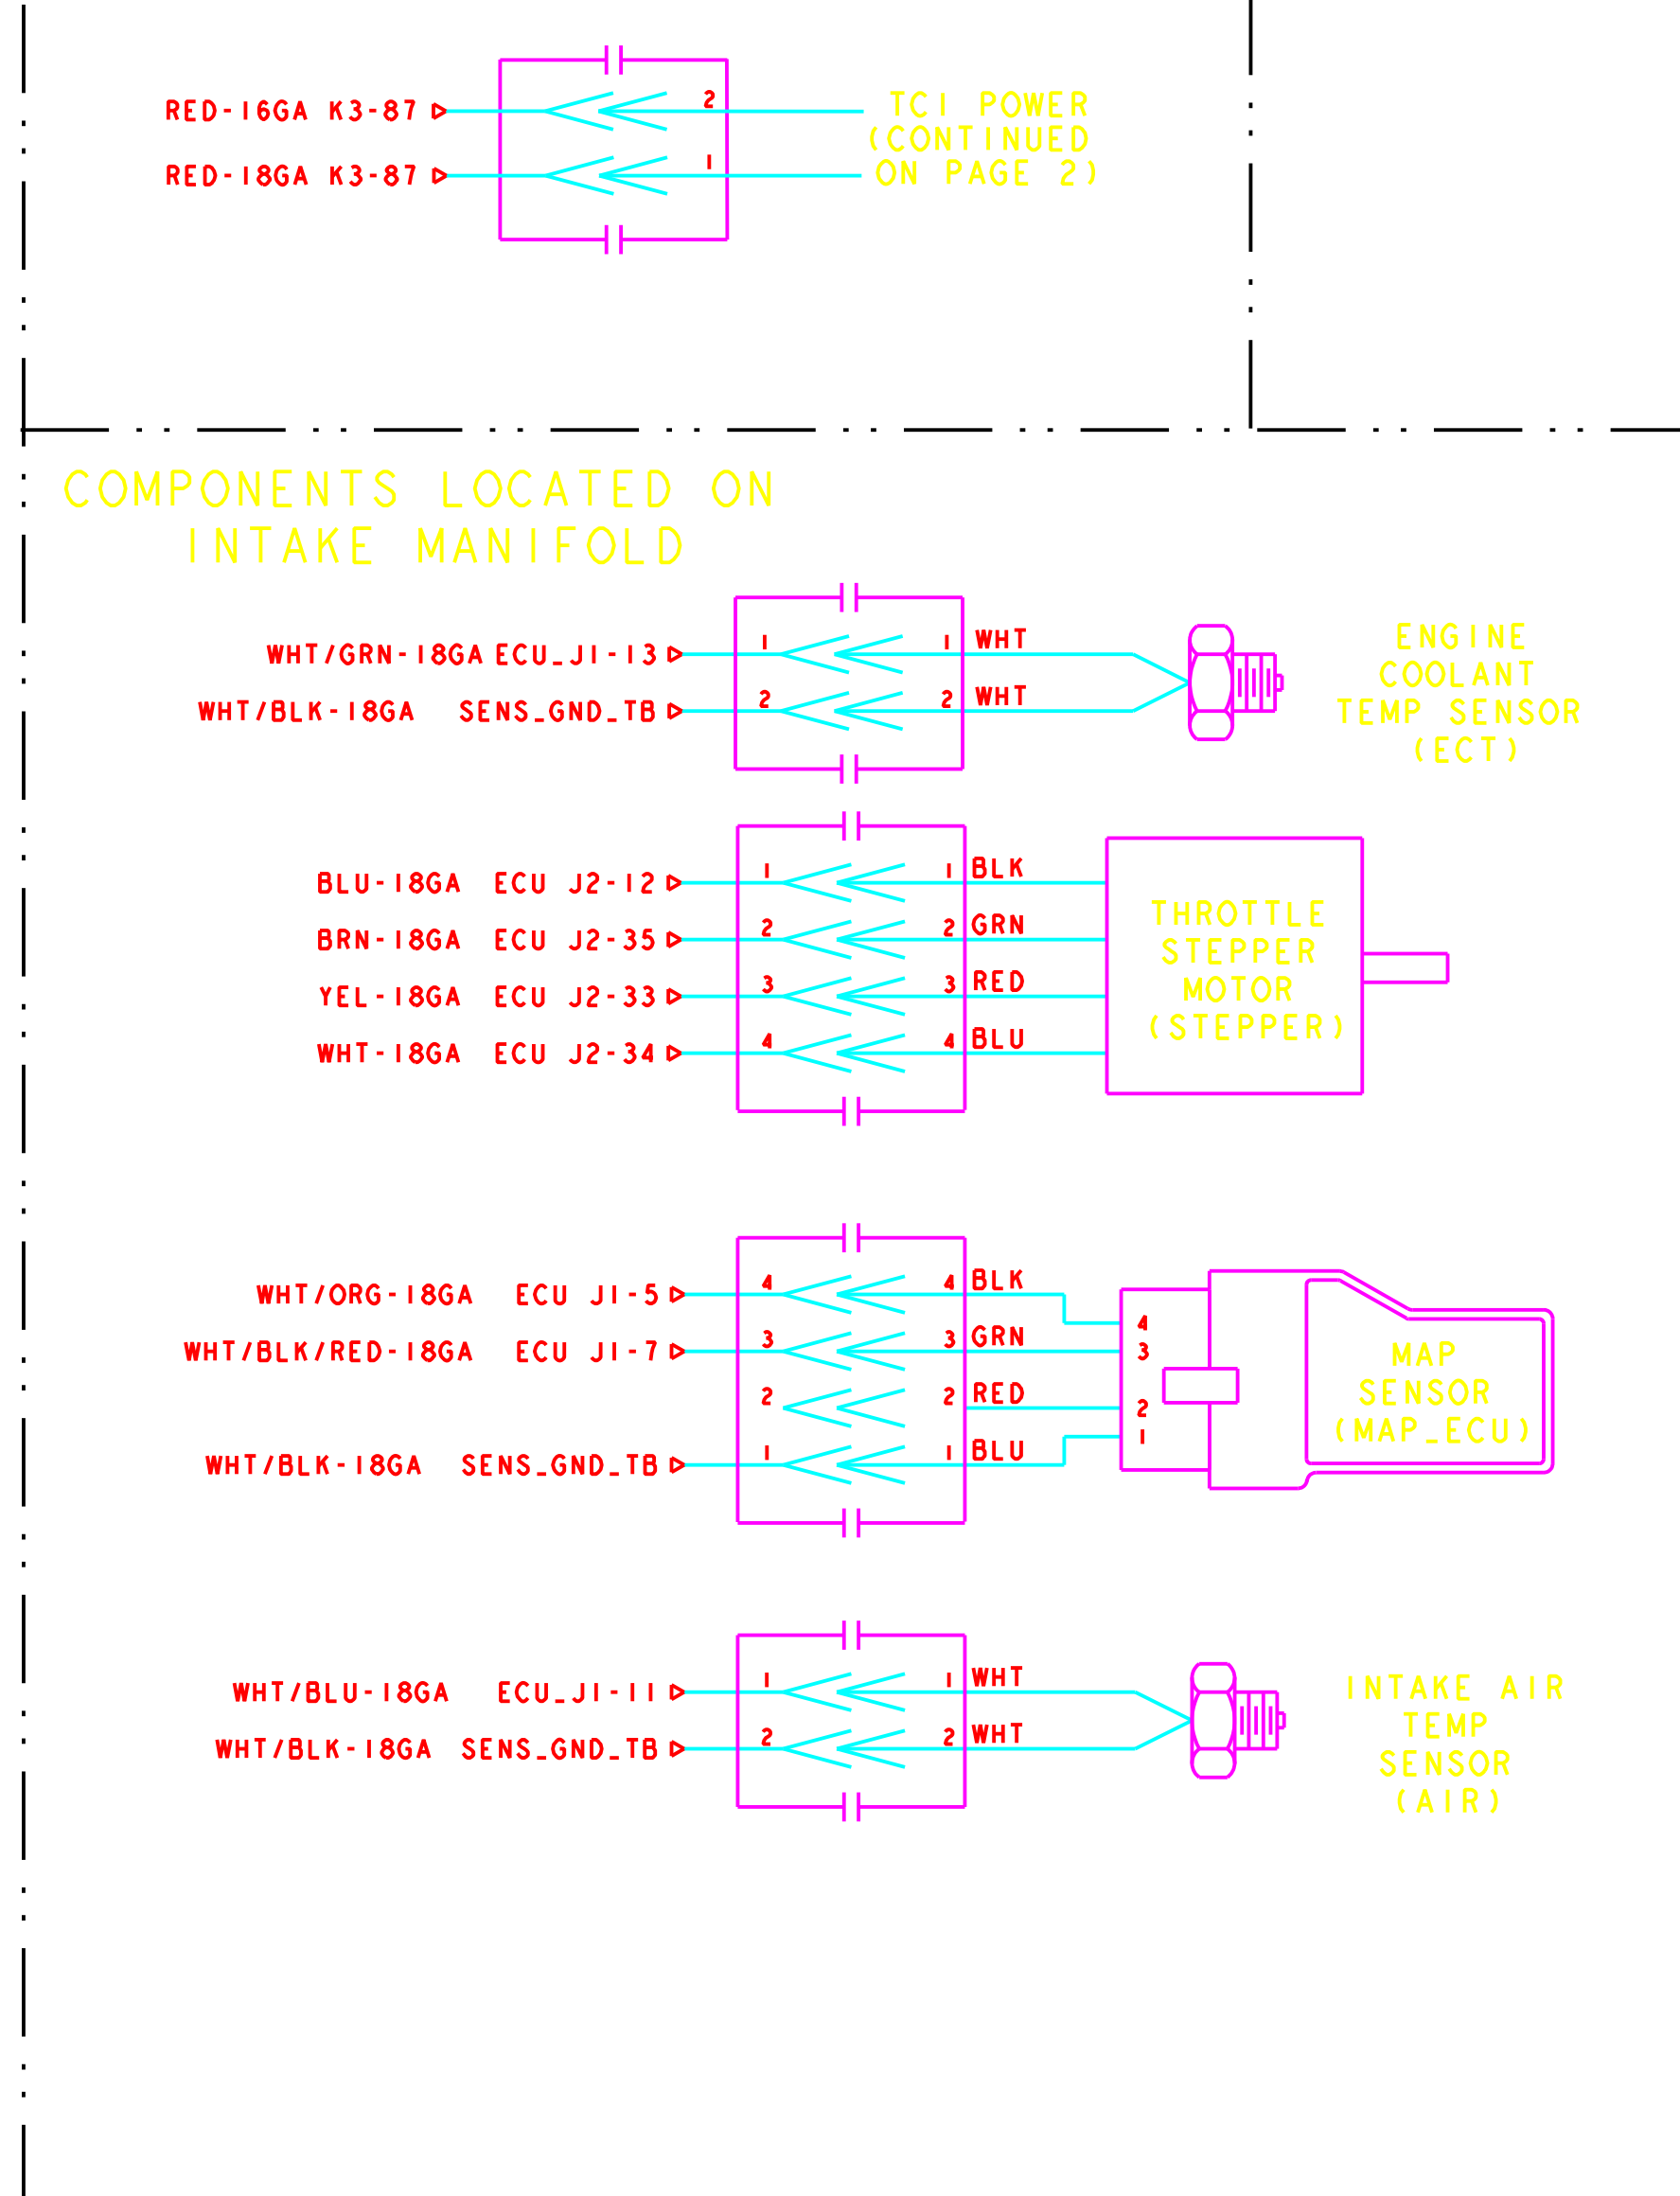 RED-16GA K3-87
2
TCI POWER
(CONTINUED
ON PAGE 2)
RED-18GA K3-87
1
COMPONENTS LOCATED ON
INTAKE MANIFOLD
WHT/GRN-18GA ECU_J1-13
1
1
WHT
WHT/BLK-18GA SENS_GND_TB
2
2
WHT
ENGINE
COOLANT
TEMP SENSOR
(ECT)
BLU-18GA ECU J2-12
1
1
BLK
BRN-18GA ECU J2-35
2
2
GRN
YEL-18GA ECU J2-33
3
3
RED
WHT-18GA ECU J2-34
4
4
BLU
THROTTLE
STEPPER
MOTOR
(STEPPER)
WHT/ORG-18GA ECU J1-5
4
4
BLK
4
WHT/BLK/RED-18GA ECU J1-7
3
3
GRN
3
2
2
RED
2
WHT/BLK-18GA SENS_GND_TB
1
1
BLU
1
MAP
SENSOR
(MAP_ECU)
WHT/BLU-18GA ECU_J1-11
1
1
WHT
WHT/BLK-18GA SENS_GND_TB
2
2
WHT
INTAKE AIR
TEMP
SENSOR
(AIR)